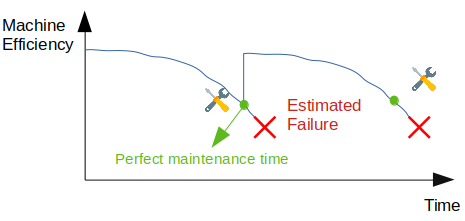 Machine
Efficiency
Estimated
Failure
Perfect maintenance time
Time